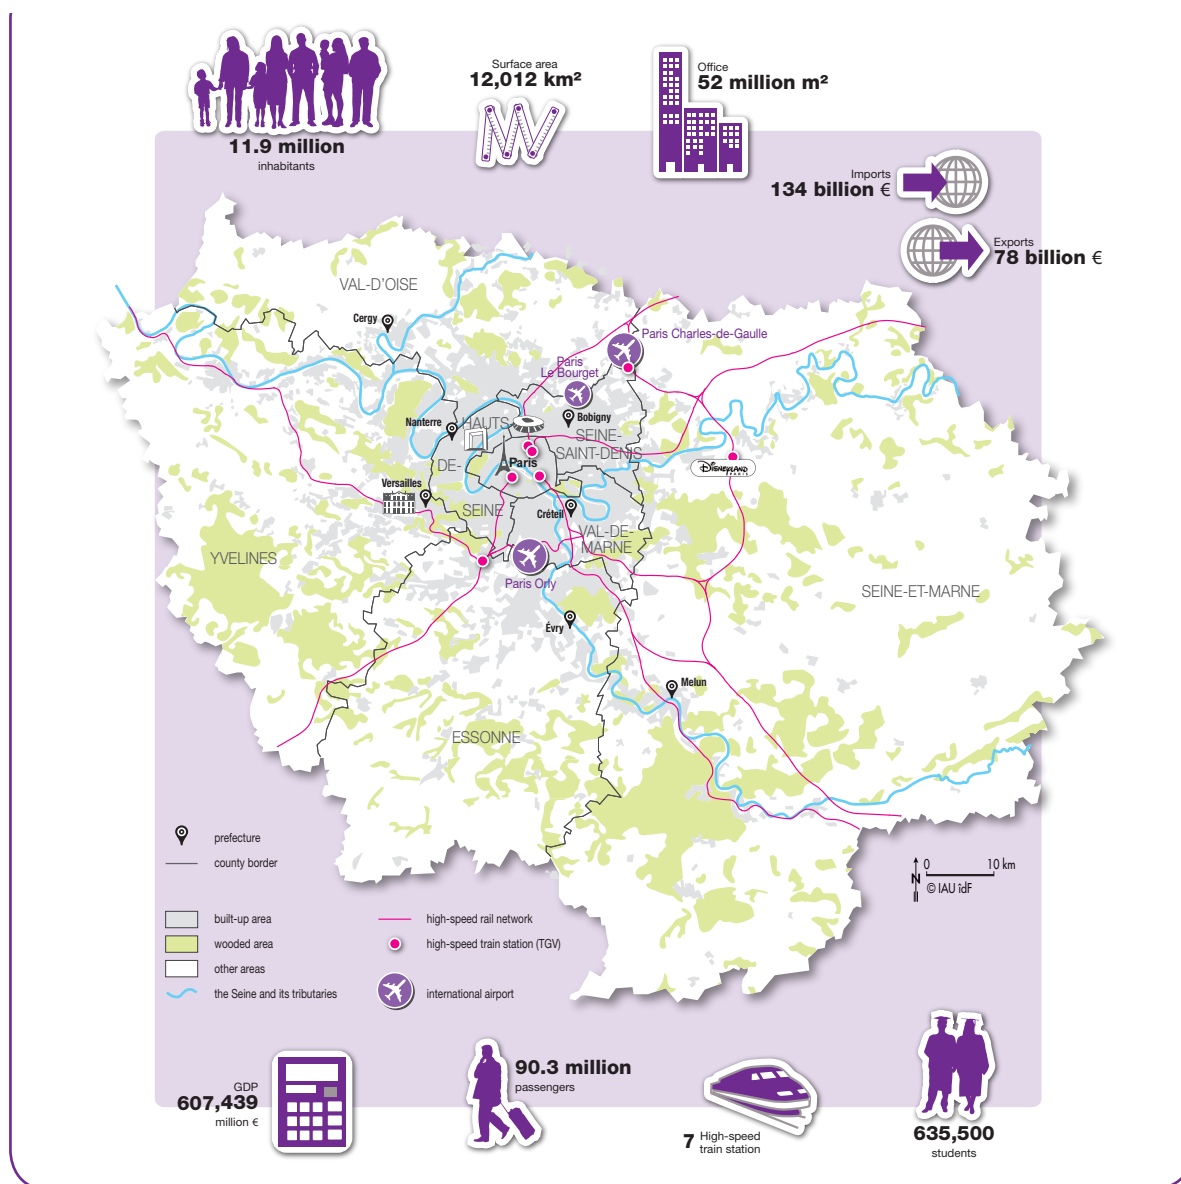 Surface area
12,012 km²
Office
52 million m²
11.9 million
inhabitants
Imports
134 billion €
Exports
78 billion €
VAL-D'OISE
Cergy
Paris Charles-de-Gaulle
Paris
Le Bourget
Nanterre
HAUTS
Bobigny
SEINE-
SAINT-DENIS
DE-
Paris
DISNEYLAND
PARIS
Versailles
SEINE
Créteil
VAL-DE-
MARNE
YVELINES
Paris Orly
SEINE-ET-MARNE
Évry
Melun
ESSONNE
prefecture
county border
built-up area
wooded area
other areas
the Seine and its tributaries
high-speed rail network
high-speed train station (TGV)
international airport
0 10 km
N
© IAU îdF
GDP
607,439
million €
90.3 million
passengers
7 High-speed
train station
635,500
students